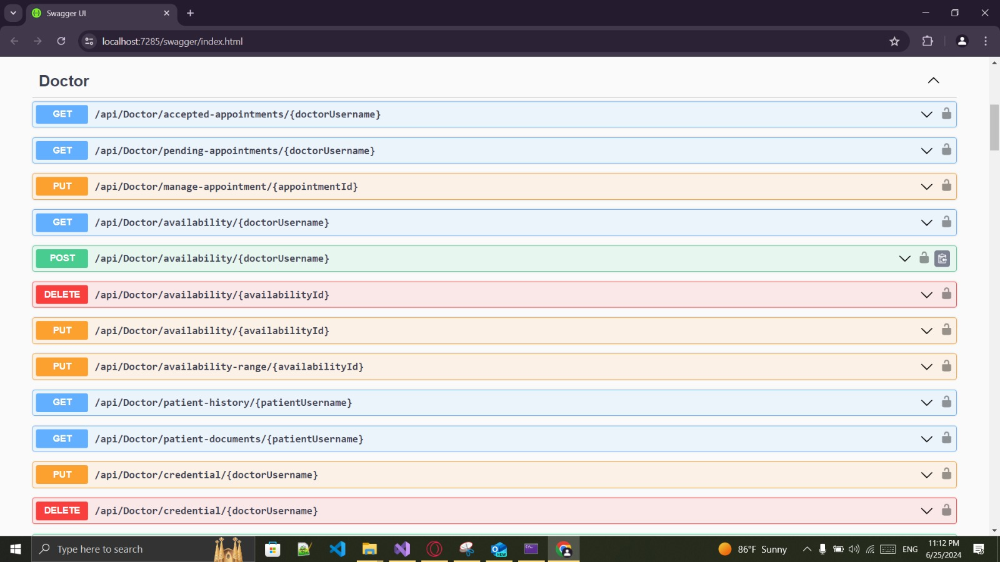 Swagger UI
localhost:7285/swagger/index.html
Doctor
GET /api/Doctor/accepted-appointments/{doctorUsername}
GET /api/Doctor/pending-appointments/{doctorUsername}
PUT /api/Doctor/manage-appointment/{appointmentId}
GET /api/Doctor/availability/{doctorUsername}
POST /api/Doctor/availability/{doctorUsername}
DELETE /api/Doctor/availability/{availabilityId}
PUT /api/Doctor/availability/{availabilityId}
PUT /api/Doctor/availability-range/{availabilityId}
GET /api/Doctor/patient-history/{patientUsername}
GET /api/Doctor/patient-documents/{patientUsername}
PUT /api/Doctor/credential/{doctorUsername}
DELETE /api/Doctor/credential/{doctorUsername}
Type here to search
NEW
86°F Sunny
ENG
11:12 PM
6/25/2024